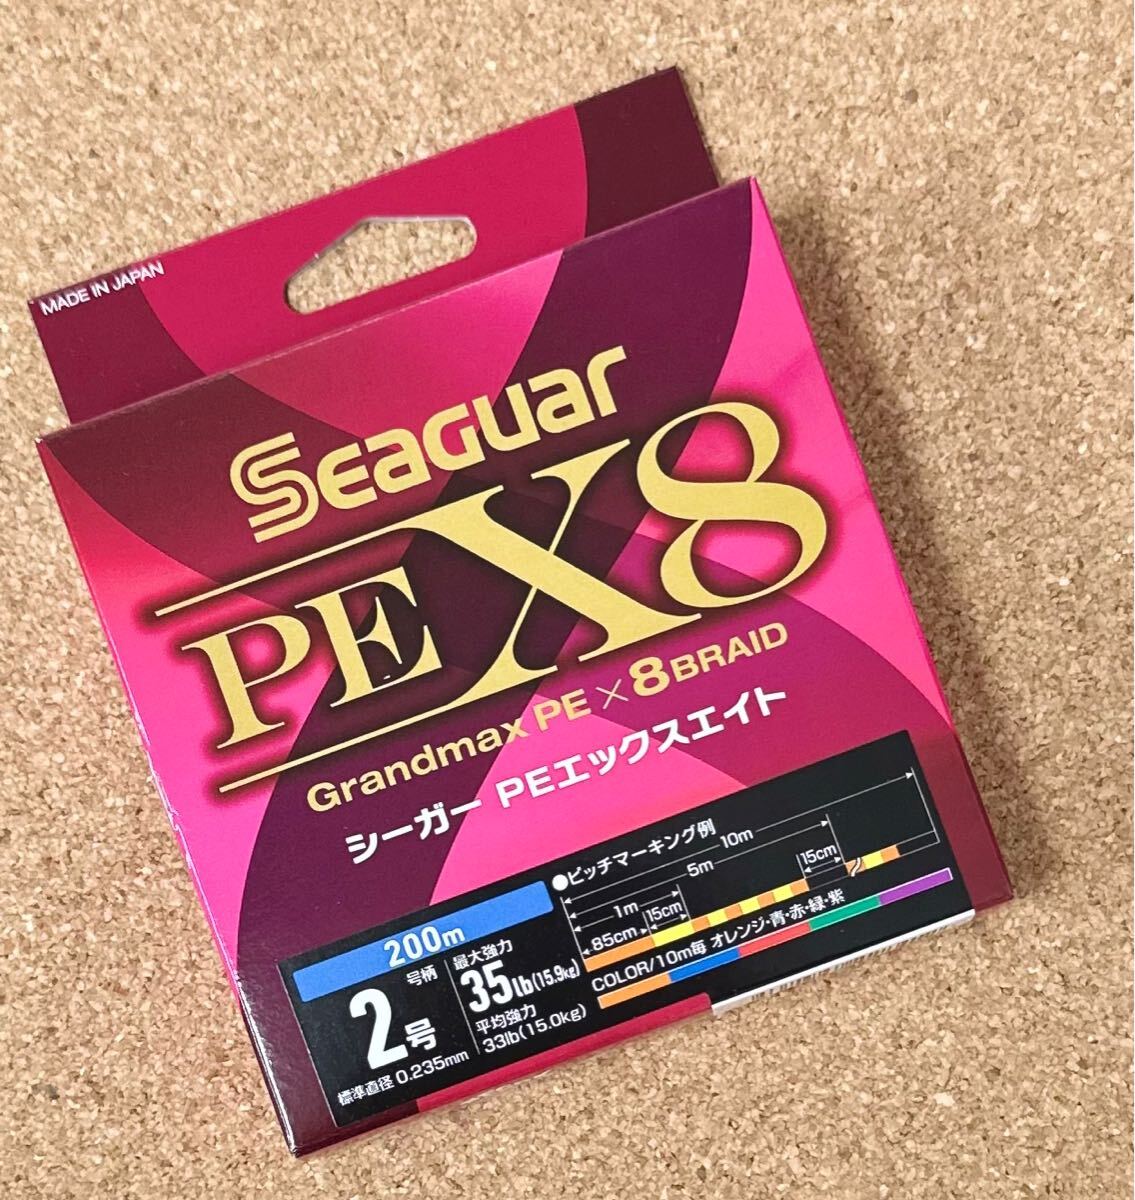 MADE IN JAPAN
Seaguar
PEX8
Grandmax PE×8BRAID
シーガー PEエックスエイト
200m
号柄
2号
標準直径 0.235mm
最大強力
35lb(15.9kg)
平均強力
33lb(15.0kg)
●ピッチマーキング例
10m
5m
1m
15cm
15cm
85cm
COLOR/10m毎 オレンジ・青・赤・緑・紫